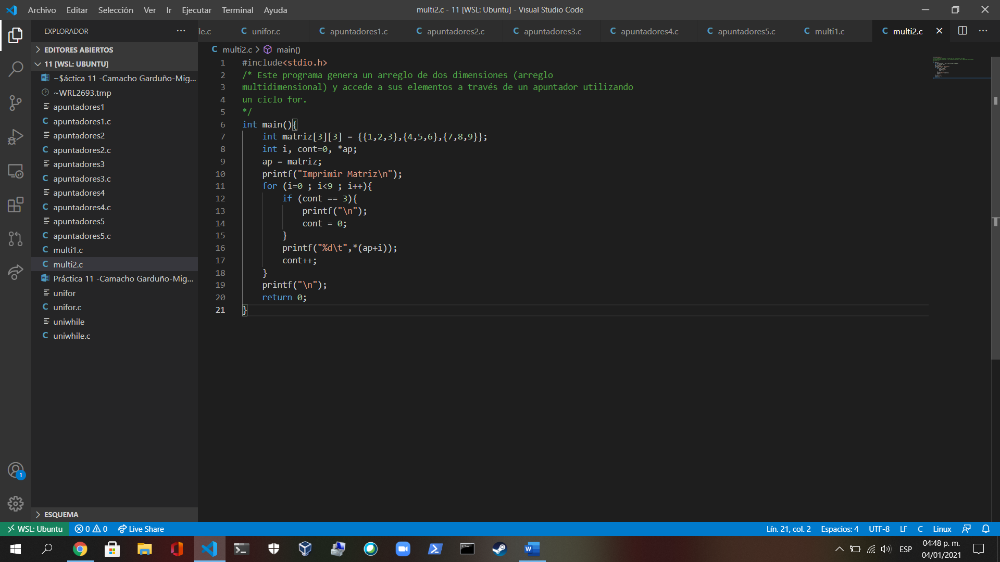 Archivo Editar Selección Ver Ir Ejecutar Terminal Ayuda
multi2.c - 11 [WSL: Ubuntu] - Visual Studio Code
EXPLORADOR
le.c unifor.c apuntadores1.c apuntadores2.c apuntadores3.c apuntadores4.c apuntadores5.c multi1.c multi2.c
EDITORES ABIERTOS
11 [WSL: UBUNTU]
~$áctica 11 -Camacho Garduño-Mig...
~WRL2693.tmp
apuntadores1
apuntadores1.c
apuntadores2
apuntadores2.c
apuntadores3
apuntadores3.c
apuntadores4
apuntadores4.c
apuntadores5
apuntadores5.c
multi1.c
multi2.c
Práctica 11 -Camacho Garduño-Mig...
unifor
unifor.c
uniwhile
uniwhile.c
ESQUEMA
multi2.c > main()
1 #include<stdio.h>
2 /* Este programa genera un arreglo de dos dimensiones (arreglo
3 multidimensional) y accede a sus elementos a través de un apuntador utilizando
4 un ciclo for.
5 */
6 int main(){
7 int matriz[3][3] = {{1,2,3},{4,5,6},{7,8,9}};
8 int i, cont=0, *ap;
9 ap = matriz;
10 printf("Imprimir Matriz\n");
11 for (i=0 ; i<9 ; i++){
12 if (cont == 3){
13 printf("\n");
14 cont = 0;
15 }
16 printf("%d\t",*(ap+i));
17 cont++;
18 }
19 printf("\n");
20 return 0;
21 }
1
WSL: Ubuntu 0 0 Live Share
Lín. 21, col. 2 Espacios: 4 UTF-8 LF C Linux
ESP
04:48 p. m.
04/01/2021